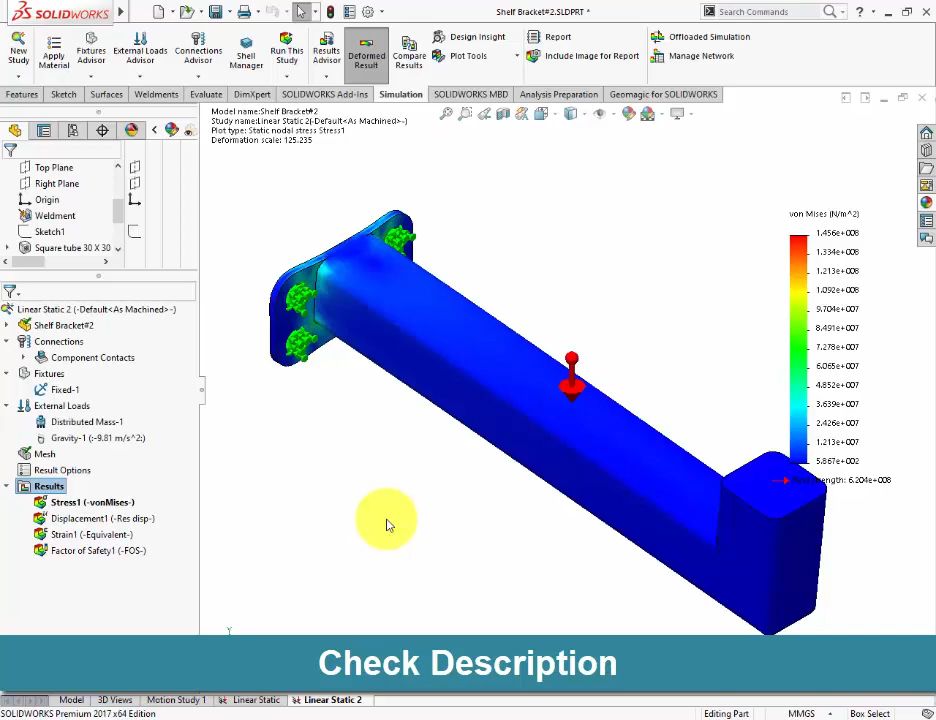 SOLIDWORKS
Shelf Bracket#2.SLDPRT *
Search Commands
New Study
Apply Material
Fixtures Advisor
External Loads Advisor
Connections Advisor
Shell Manager
Run This Study
Results Advisor
Deformed Result
Compare Results
Design Insight
Plot Tools
Report
Include Image for Report
Offloaded Simulation
Manage Network
Features
Sketch
Surfaces
Weldments
Evaluate
DimXpert
SOLIDWORKS Add-Ins
Simulation
SOLIDWORKS MBD
Analysis Preparation
Geomagic for SOLIDWORKS
Model name:Shelf Bracket#2
Study name:Linear Static 2(-Default<As Machined>-)
Plot type: Static nodal stress Stress1
Deformation scale: 125.235
Top Plane
Right Plane
Origin
Weldment
Sketch1
Square tube 30 X 30
Linear Static 2 (-Default<As Machined>-)
Shelf Bracket#2
Connections
Component Contacts
Fixtures
Fixed-1
External Loads
Distributed Mass-1
Gravity-1 (:-9.81 m/s^2:)
Mesh
Result Options
Results
Stress1 (-vonMises-)
Displacement1 (-Res disp-)
Strain1 (-Equivalent-)
Factor of Safety1 (-FOS-)
von Mises (N/m^2)
1.456e+008
1.334e+008
1.213e+008
1.092e+008
9.704e+007
8.491e+007
7.278e+007
6.065e+007
4.852e+007
3.639e+007
2.426e+007
1.213e+007
5.867e+002
strength: 6.204e+008
Y
Check Description
Model
3D Views
Motion Study 1
Linear Static
Linear Static 2
SOLIDWORKS Premium 2017 x64 Edition
Editing Part
MMGS
Box Select